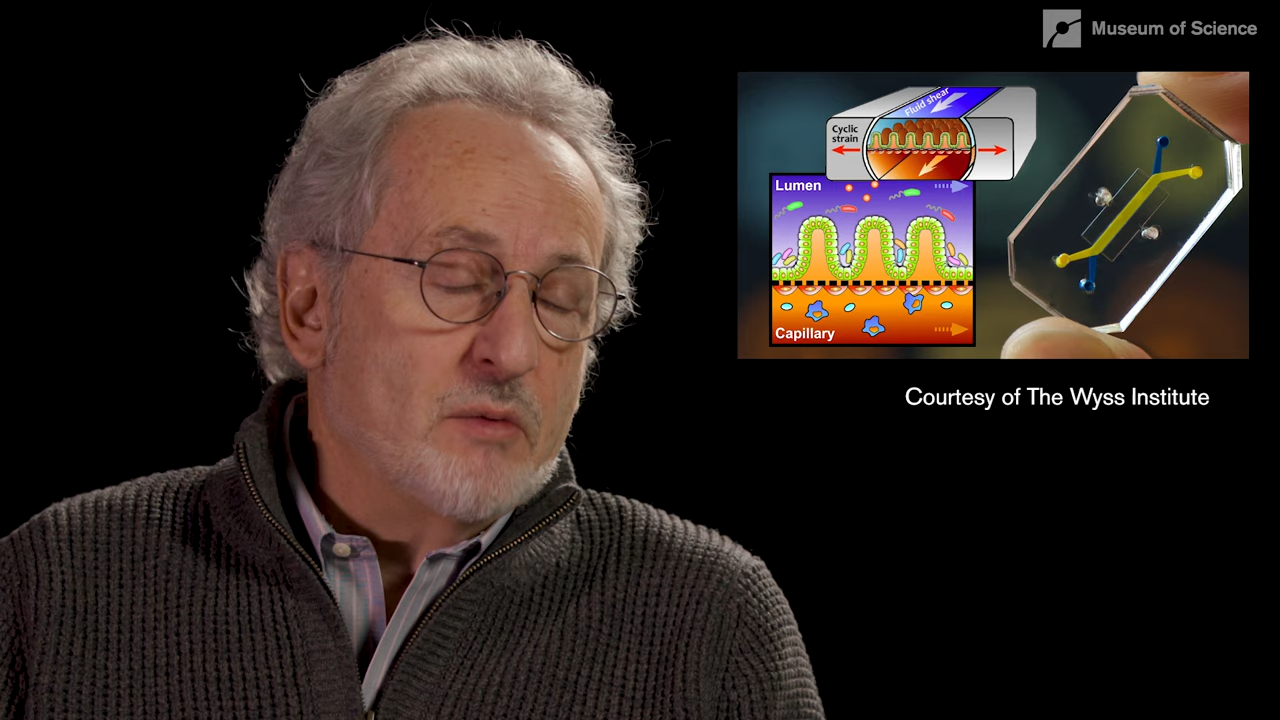 Museum of Science
Fluid shear
Cyclic
strain
Lumen
Capillary
Courtesy of The Wyss Institute